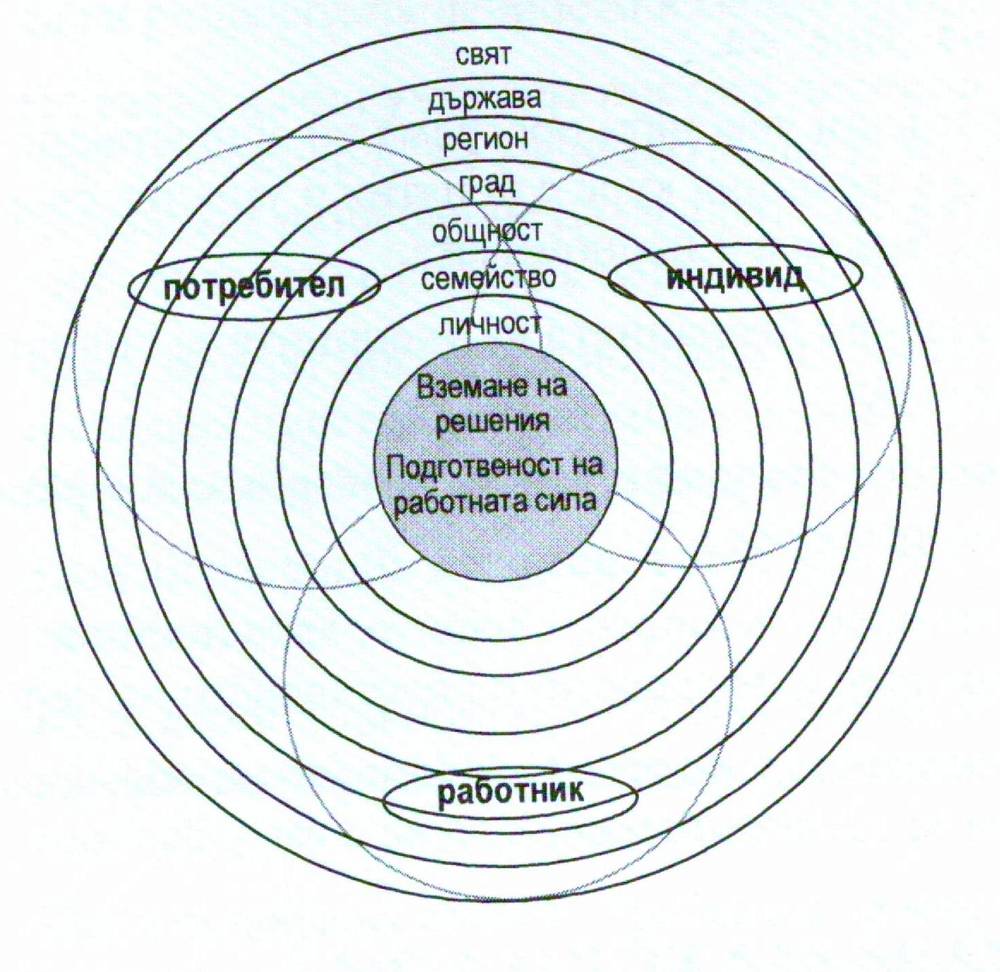 свят
държава
регион
град
общност
потребител
семейство
индивид
личност
Вземане на
решения
Подготвеност на
работната сила
работник